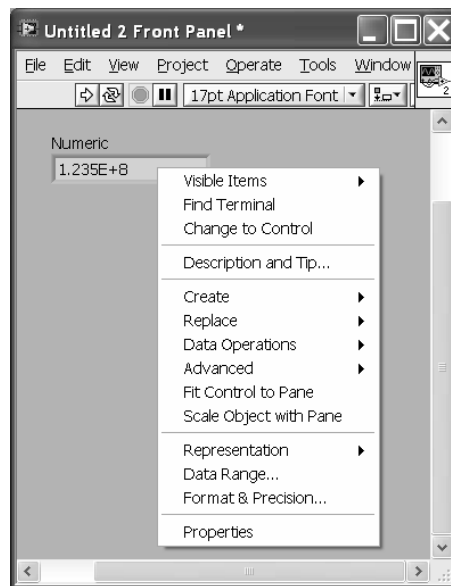 Untitled 2 Front Panel *
File Edit View Project Operate Tools Window
17pt Application Font
2
Numeric
1.235E+8
Visible Items
Find Terminal
Change to Control
Description and Tip...
Create
Replace
Data Operations
Advanced
Fit Control to Pane
Scale Object with Pane
Representation
Data Range...
Format & Precision...
Properties